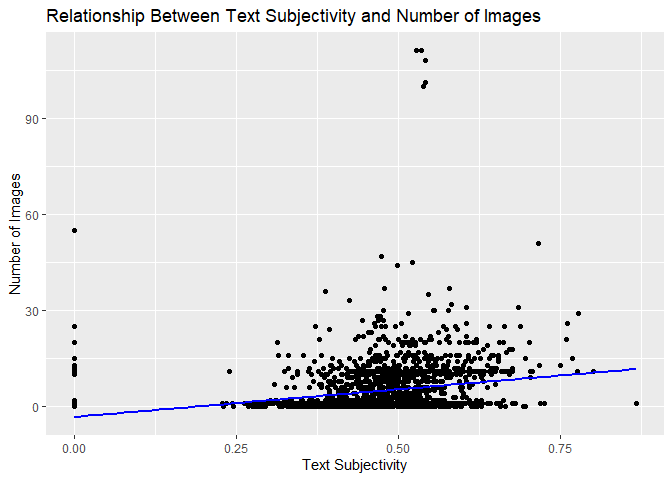 Relationship Between Text Subjectivity and Number of Images
Number of Images
90
60
30
0
0.00 0.25 0.50 0.75
Text Subjectivity